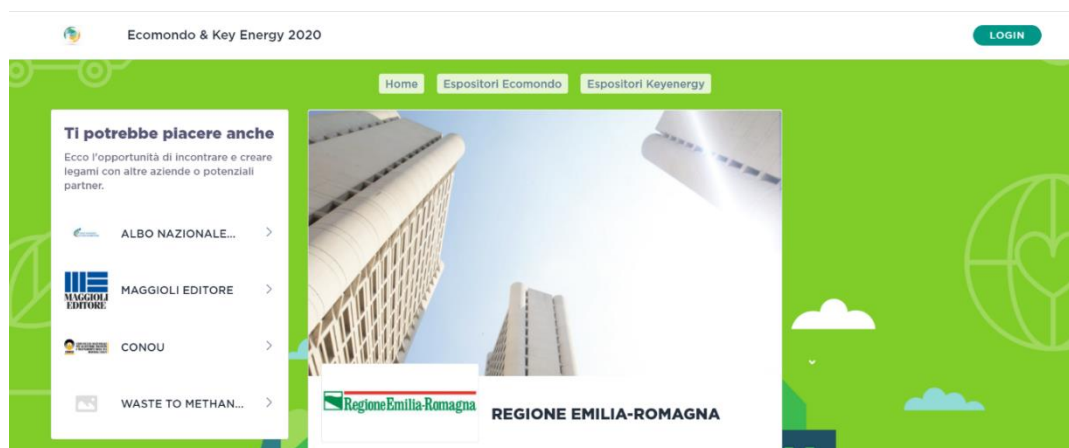 Ecomondo & Key Energy 2020
LOGIN
Home
Espositori Ecomondo
Espositori Keyenergy
Ti potrebbe piacere anche
Ecco l'opportunità di incontrare e creare
legami con altre aziende o potenziali
partner.
ALBO NAZIONALE...
MAGGIOLI
EDITORE
MAGGIOLI EDITORE
CONOU
WASTE TO METHAN...
RegioneEmilia-Romagna
REGIONE EMILIA-ROMAGNA